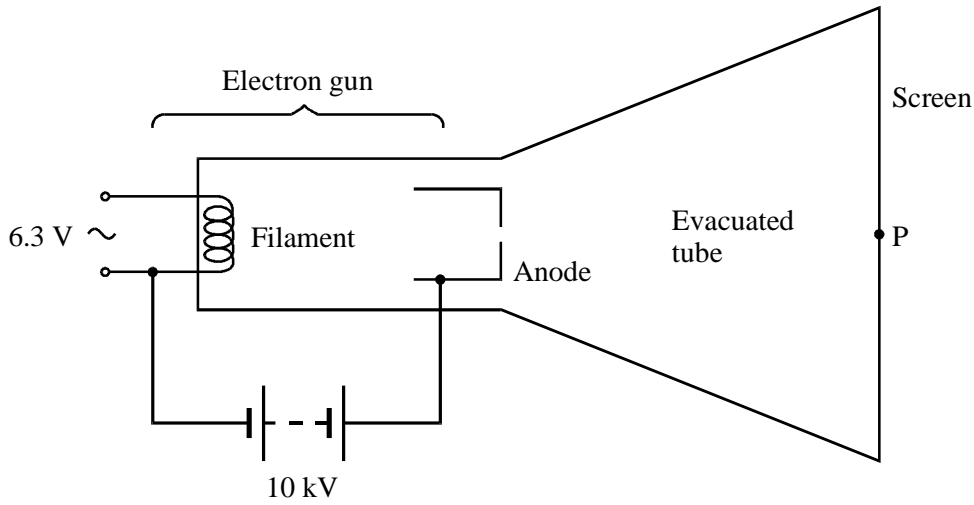 Electron gun
Screen
6.3 V ~
Filament
Evacuated
tube
P
Anode
10 kV